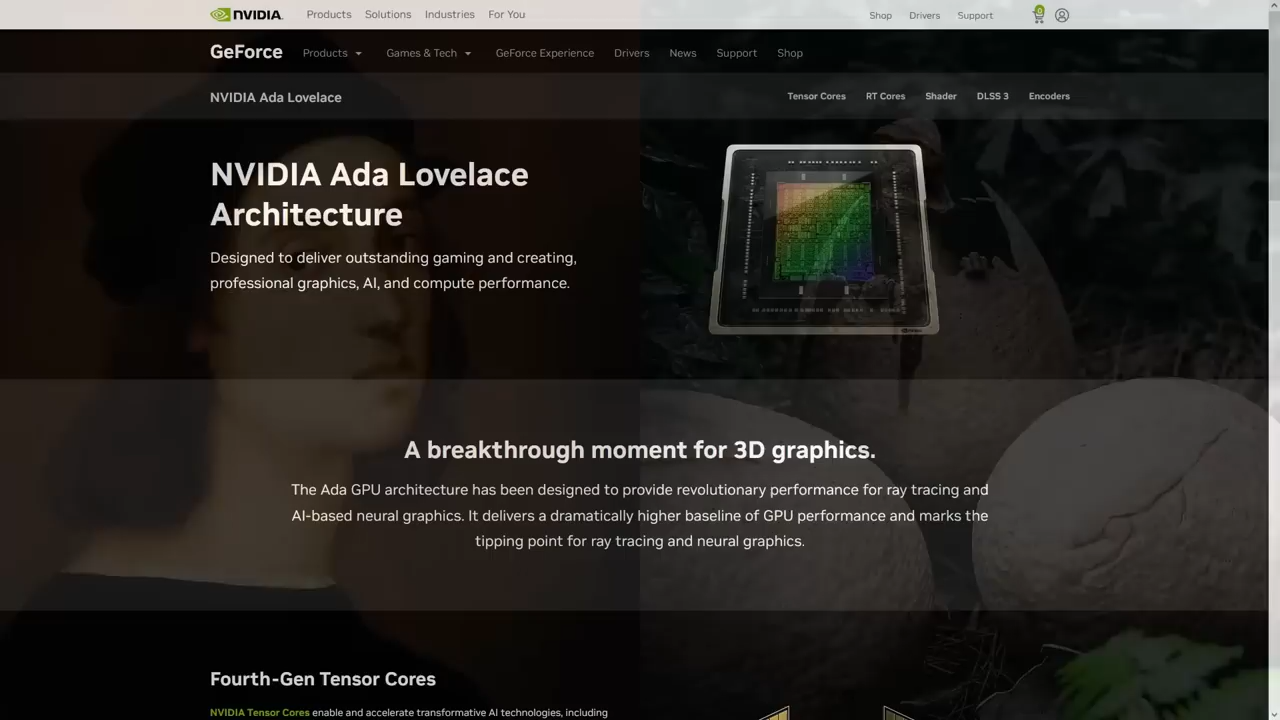 NVIDIA.
Products Solutions Industries For You
Shop Drivers Support
0
GeForce
Products Games & Tech GeForce Experience Drivers News Support Shop
NVIDIA Ada Lovelace
Tensor Cores RT Cores Shader DLSS 3 Encoders
NVIDIA Ada Lovelace
Architecture
Designed to deliver outstanding gaming and creating,
professional graphics, AI, and compute performance.
A breakthrough moment for 3D graphics.
The Ada GPU architecture has been designed to provide revolutionary performance for ray tracing and
AI-based neural graphics. It delivers a dramatically higher baseline of GPU performance and marks the
tipping point for ray tracing and neural graphics.
Fourth-Gen Tensor Cores
NVIDIA Tensor Cores enable and accelerate transformative AI technologies, including